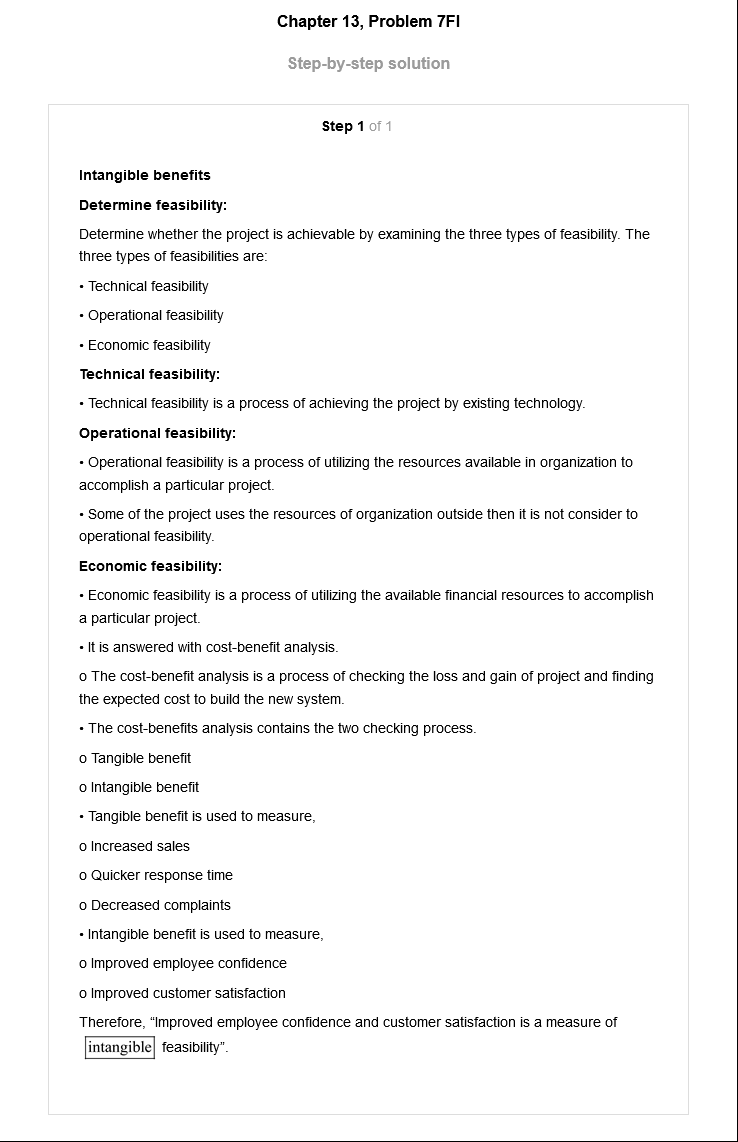 Chapter 13, Problem 7FI
Step-by-step solution
Step 1 of 1
Intangible benefits
Determine feasibility:
Determine whether the project is achievable by examining the three types of feasibility. The
three types of feasibilities are:
• Technical feasibility
• Operational feasibility
• Economic feasibility
Technical feasibility:
• Technical feasibility is a process of achieving the project by existing technology.
Operational feasibility:
• Operational feasibility is a process of utilizing the resources available in organization to
accomplish a particular project.
• Some of the project uses the resources of organization outside then it is not consider to
operational feasibility.
Economic feasibility:
• Economic feasibility is a process of utilizing the available financial resources to accomplish
a particular project.
• It is answered with cost-benefit analysis.
o The cost-benefit analysis is a process of checking the loss and gain of project and finding
the expected cost to build the new system.
• The cost-benefits analysis contains the two checking process.
o Tangible benefit
o Intangible benefit
• Tangible benefit is used to measure,
o Increased sales
o Quicker response time
o Decreased complaints
• Intangible benefit is used to measure,
o Improved employee confidence
o Improved customer satisfaction
Therefore, “Improved employee confidence and customer satisfaction is a measure of
intangible feasibility”.